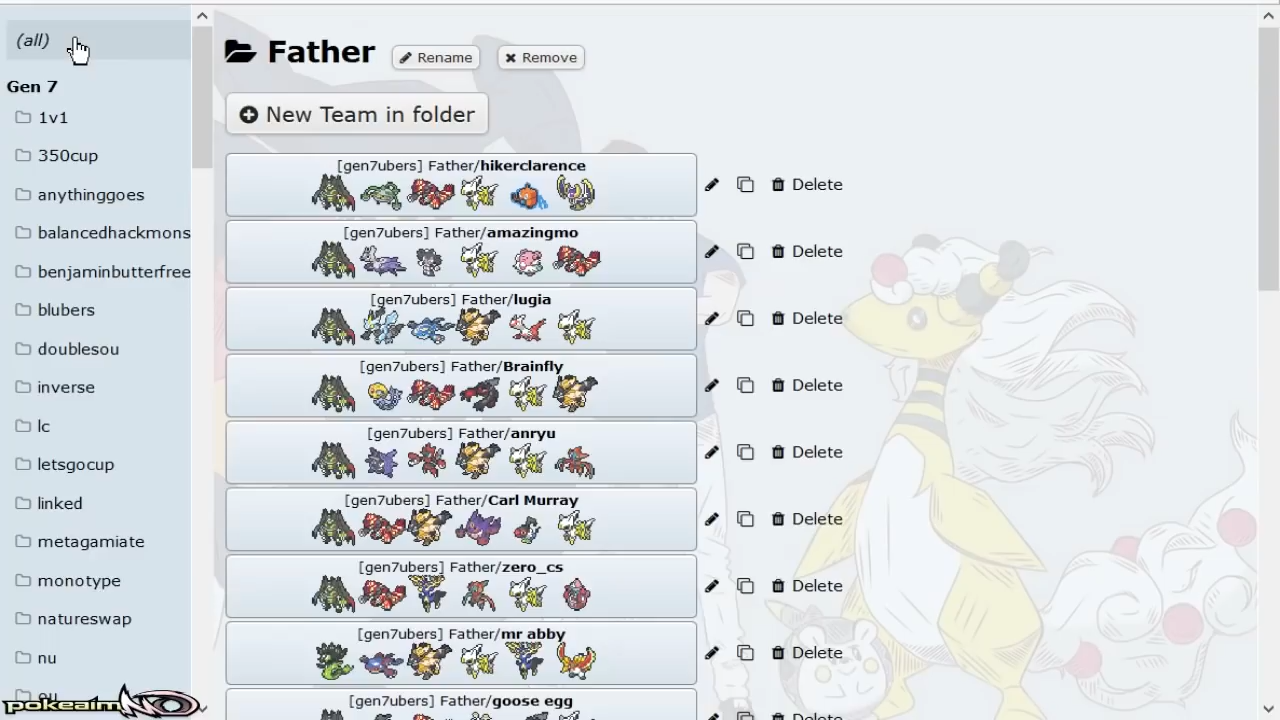 (all)
Gen 7
1v1
350cup
anythinggoes
balancedhackmons
benjaminbutterfree
blubers
doublesou
inverse
lc
letsgocup
linked
metagamiate
monotype
natureswap
nu
ou
pokeaimMD
Father
Rename
Remove
New Team in folder
[gen7ubers] Father/hikerclarence
Delete
[gen7ubers] Father/amazingmo
Delete
[gen7ubers] Father/lugia
Delete
[gen7ubers] Father/Brainfly
Delete
[gen7ubers] Father/anryu
Delete
[gen7ubers] Father/Carl Murray
Delete
[gen7ubers] Father/zero_cs
Delete
[gen7ubers] Father/mr abby
Delete
[gen7ubers] Father/goose egg
Delete